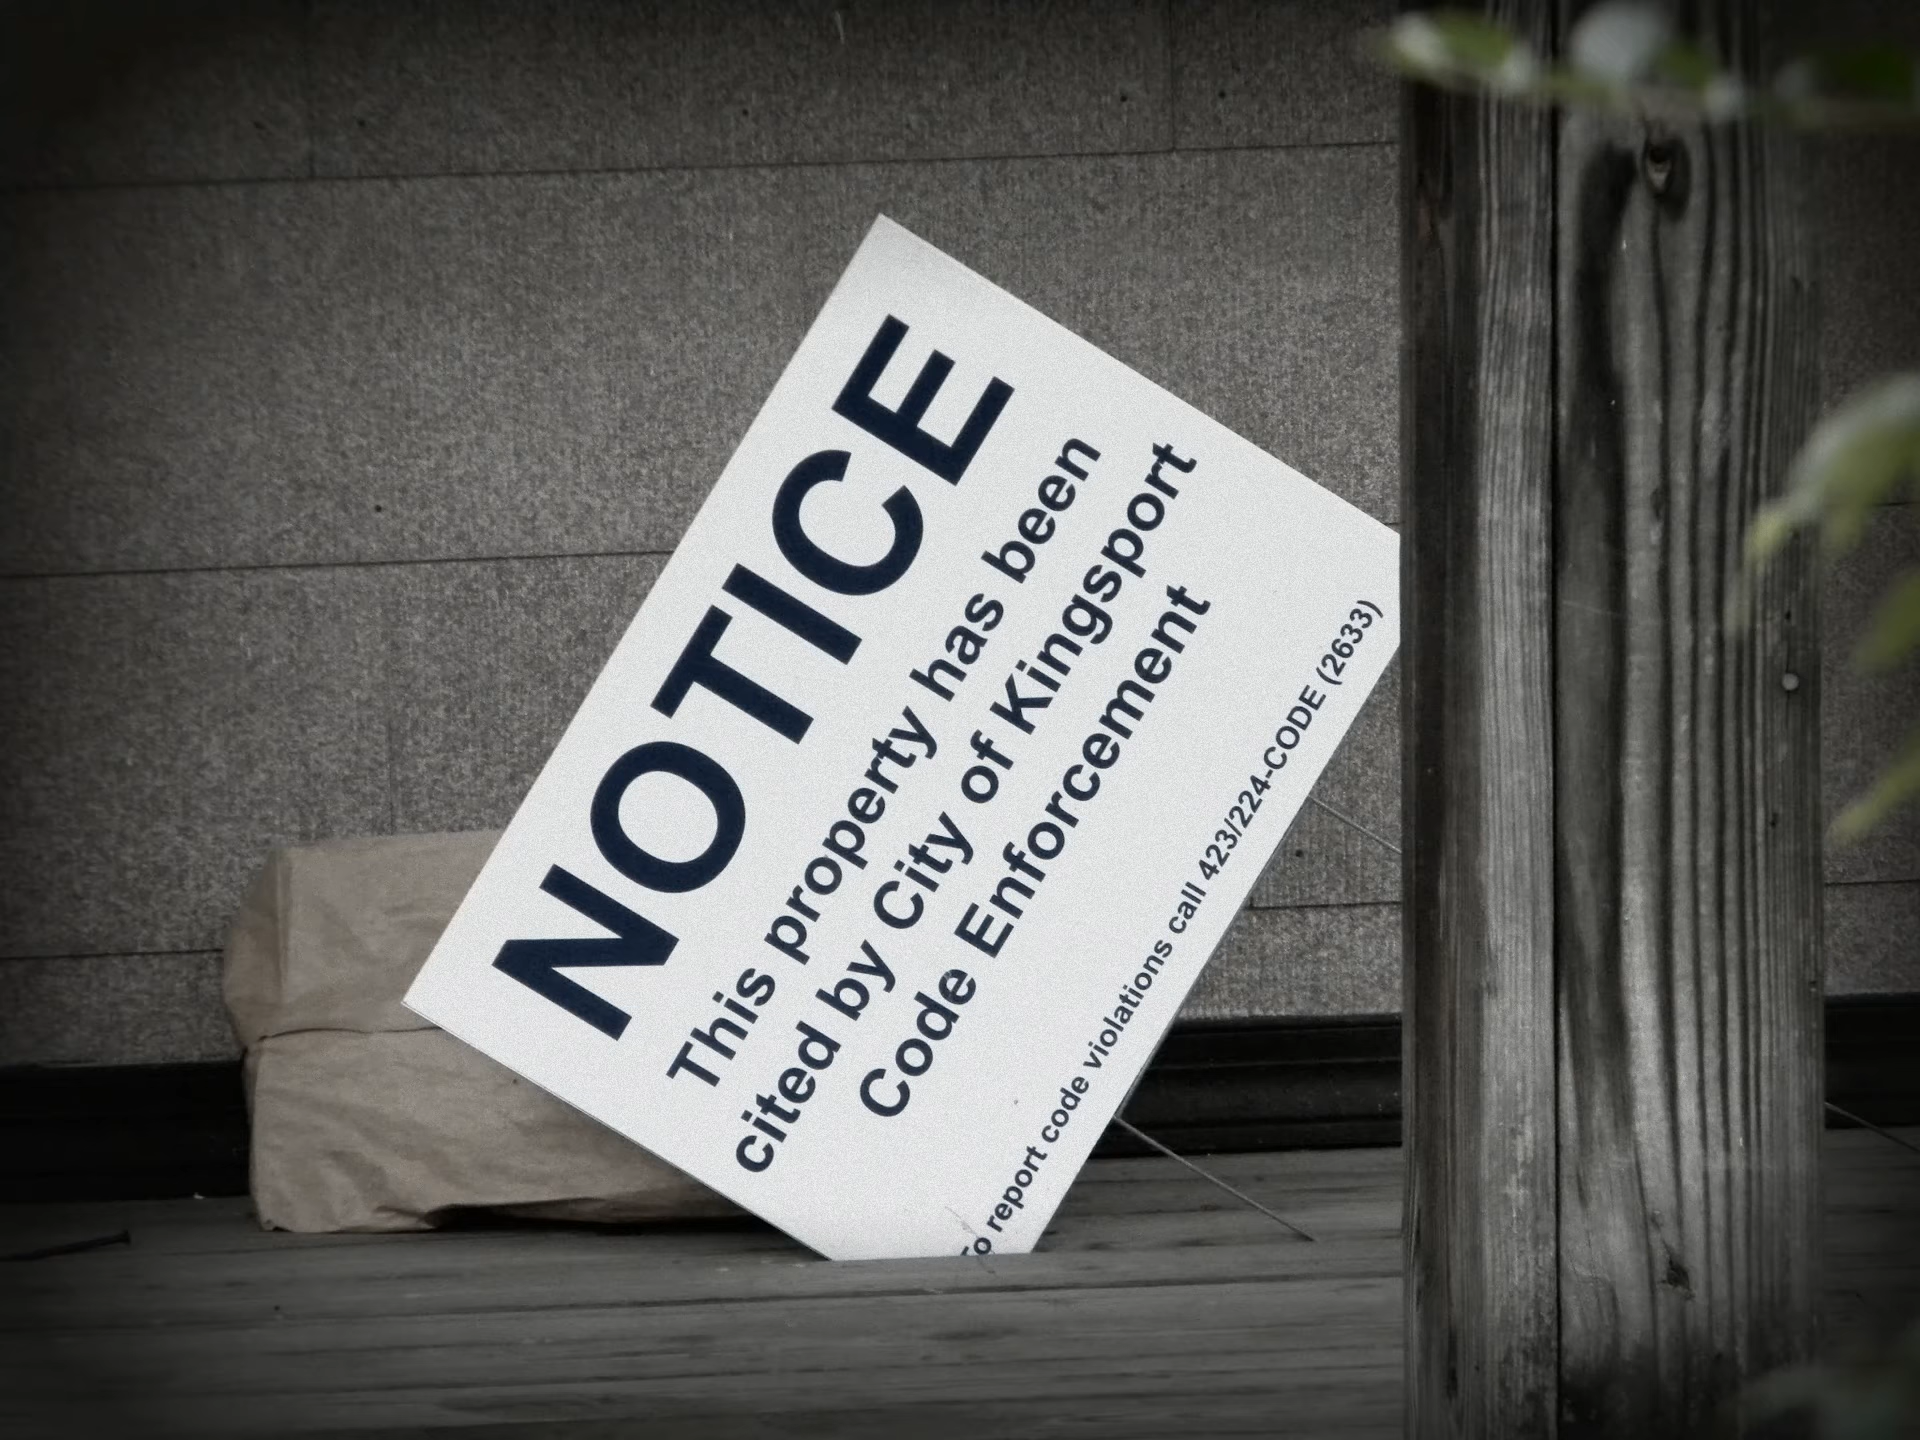 NOTICE
This property has been
cited by City of Kingsport
Code Enforcement
To report code violations call 423/224-CODE (2633)